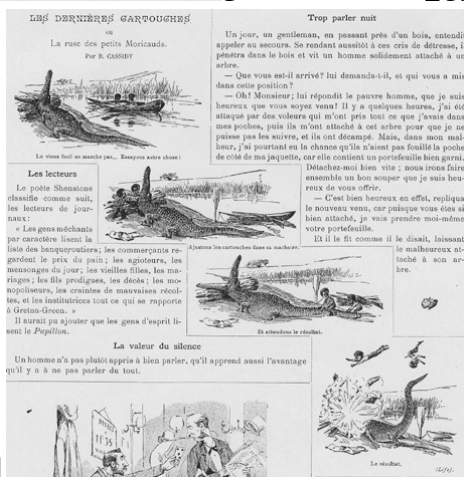 LES DERNIÈRES CARTOUCHES
OU
La ruse des petits Moricauds.
Par B. CASSIDY
Le vieux fusil ne marche pas... Essayons autre chose :
Les lecteurs
Le poète Shenstone
classifie comme suit,
les lecteurs de jour-
naux:
« Les gens méchants
par caractère lisent la
liste des banqueroutiers; les commerçants re-
gardent le prix du pain; les agioteurs, les
mensonges du jour; les vieilles filles, les ma-
riages; les fils prodigues, les décès; les mo-
nopoliseurs, les craintes de mauvaises récol-
tes, et les institutrices tout ce qui se rapporte
à Gretna-Green. »
Il aurait pu ajouter que les gens d'esprit li-
sent le Papillon.
Ajustons les cartouches dans sa machoire.
Et attendons le résultat.
La valeur du silence
Un homme n'a pas plutôt appris à bien parler, qu'il apprend aussi l'avantage
qu'il y a à ne pas parler du tout.
Trop parler nuit
Un jour, un gentleman, en passant près d'un bois, entendit
appeler au secours. Se rendant aussitôt à ces cris de détresse, il
pénétra dans le bois et vit un homme solidement attaché à un
arbre.
— Que vous est-il arrivé? lui demanda-t-il, et qui vous a mis
dans cette position?
— Oh! Monsieur; lui répondit le pauvre homme, que je suis
heureux que vous soyez venu! Il y a quelques heures, j'ai été
attaqué par des voleurs qui m'ont pris tout ce que j'avais dans
mes poches, puis ils m'ont attaché à cet arbre pour que je ne
puisse pas les suivre, et ils ont décampé. Mais, dans mon mal-
heur, j'ai pourtant eu la chance qu'ils n'aient pas fouillé la poche
de côté de ma jaquette, car elle contient un portefeuille bien garni.
Détachez-moi bien vite; nous irons faire
ensemble un bon souper que je suis heu-
reux de vous offrir.
— C'est bien heureux en effet, répliqua
le nouveau venu, car puisque vous êtes si
bien attaché, je vais prendre moi-même
votre portefeuille.
Et il le fit comme il le disait, laissant
le malheureux at-
taché à son ar-
bre.
Le résultat.
(Life).